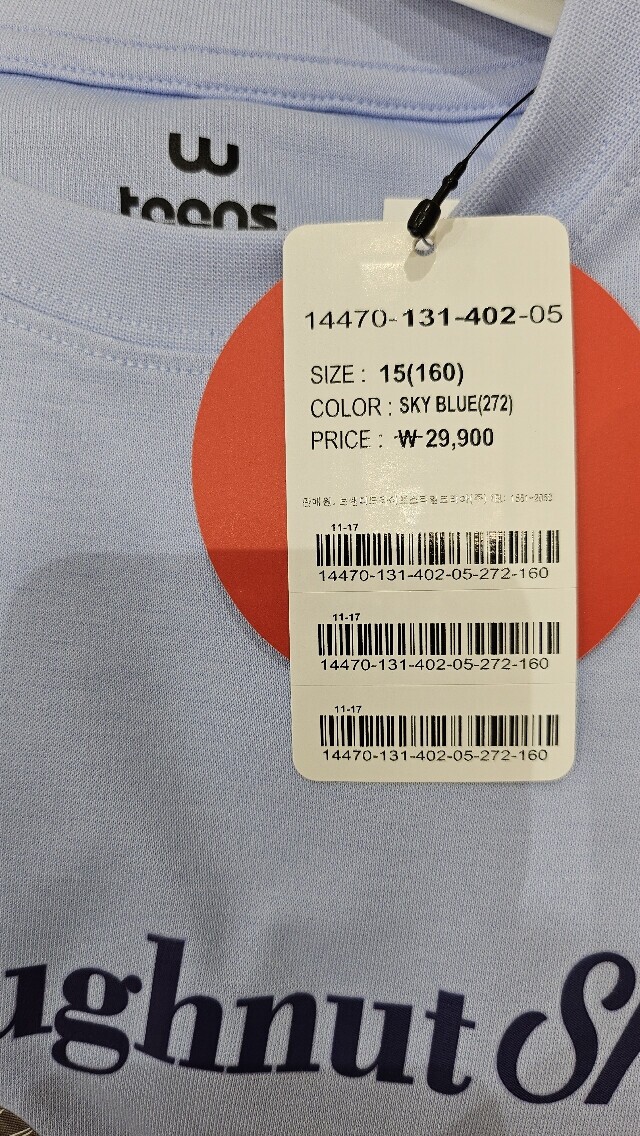 W
teens
14470-131-402-05
SIZE : 15(160)
COLOR : SKY BLUE(272)
PRICE : ₩ 29,900
11-17
14470-131-402-05-272-160
11-17
14470-131-402-05-272-160
11-17
14470-131-402-05-272-160
ughnut Sh